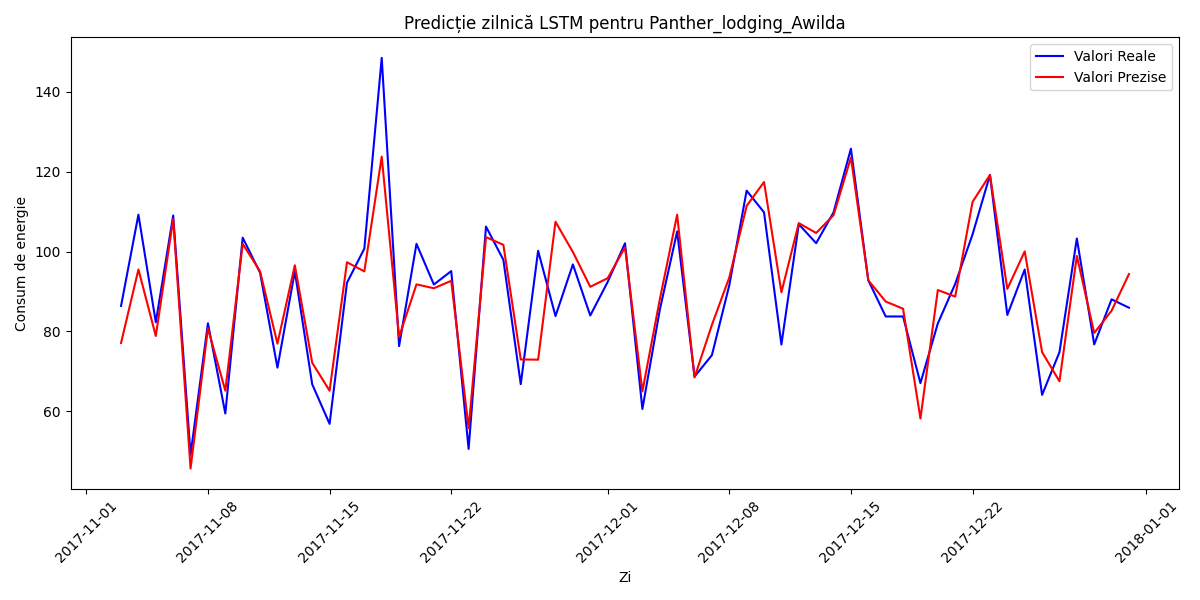 Predicție zilnică LSTM pentru Panther_lodging_Awilda
Valori Reale
Valori Prezise
Consum de energie
140
120
100
80
60
2017-11-01
2017-11-08
2017-11-15
2017-11-22
2017-12-01
2017-12-08
2017-12-15
2017-12-22
2018-01-01
Zi